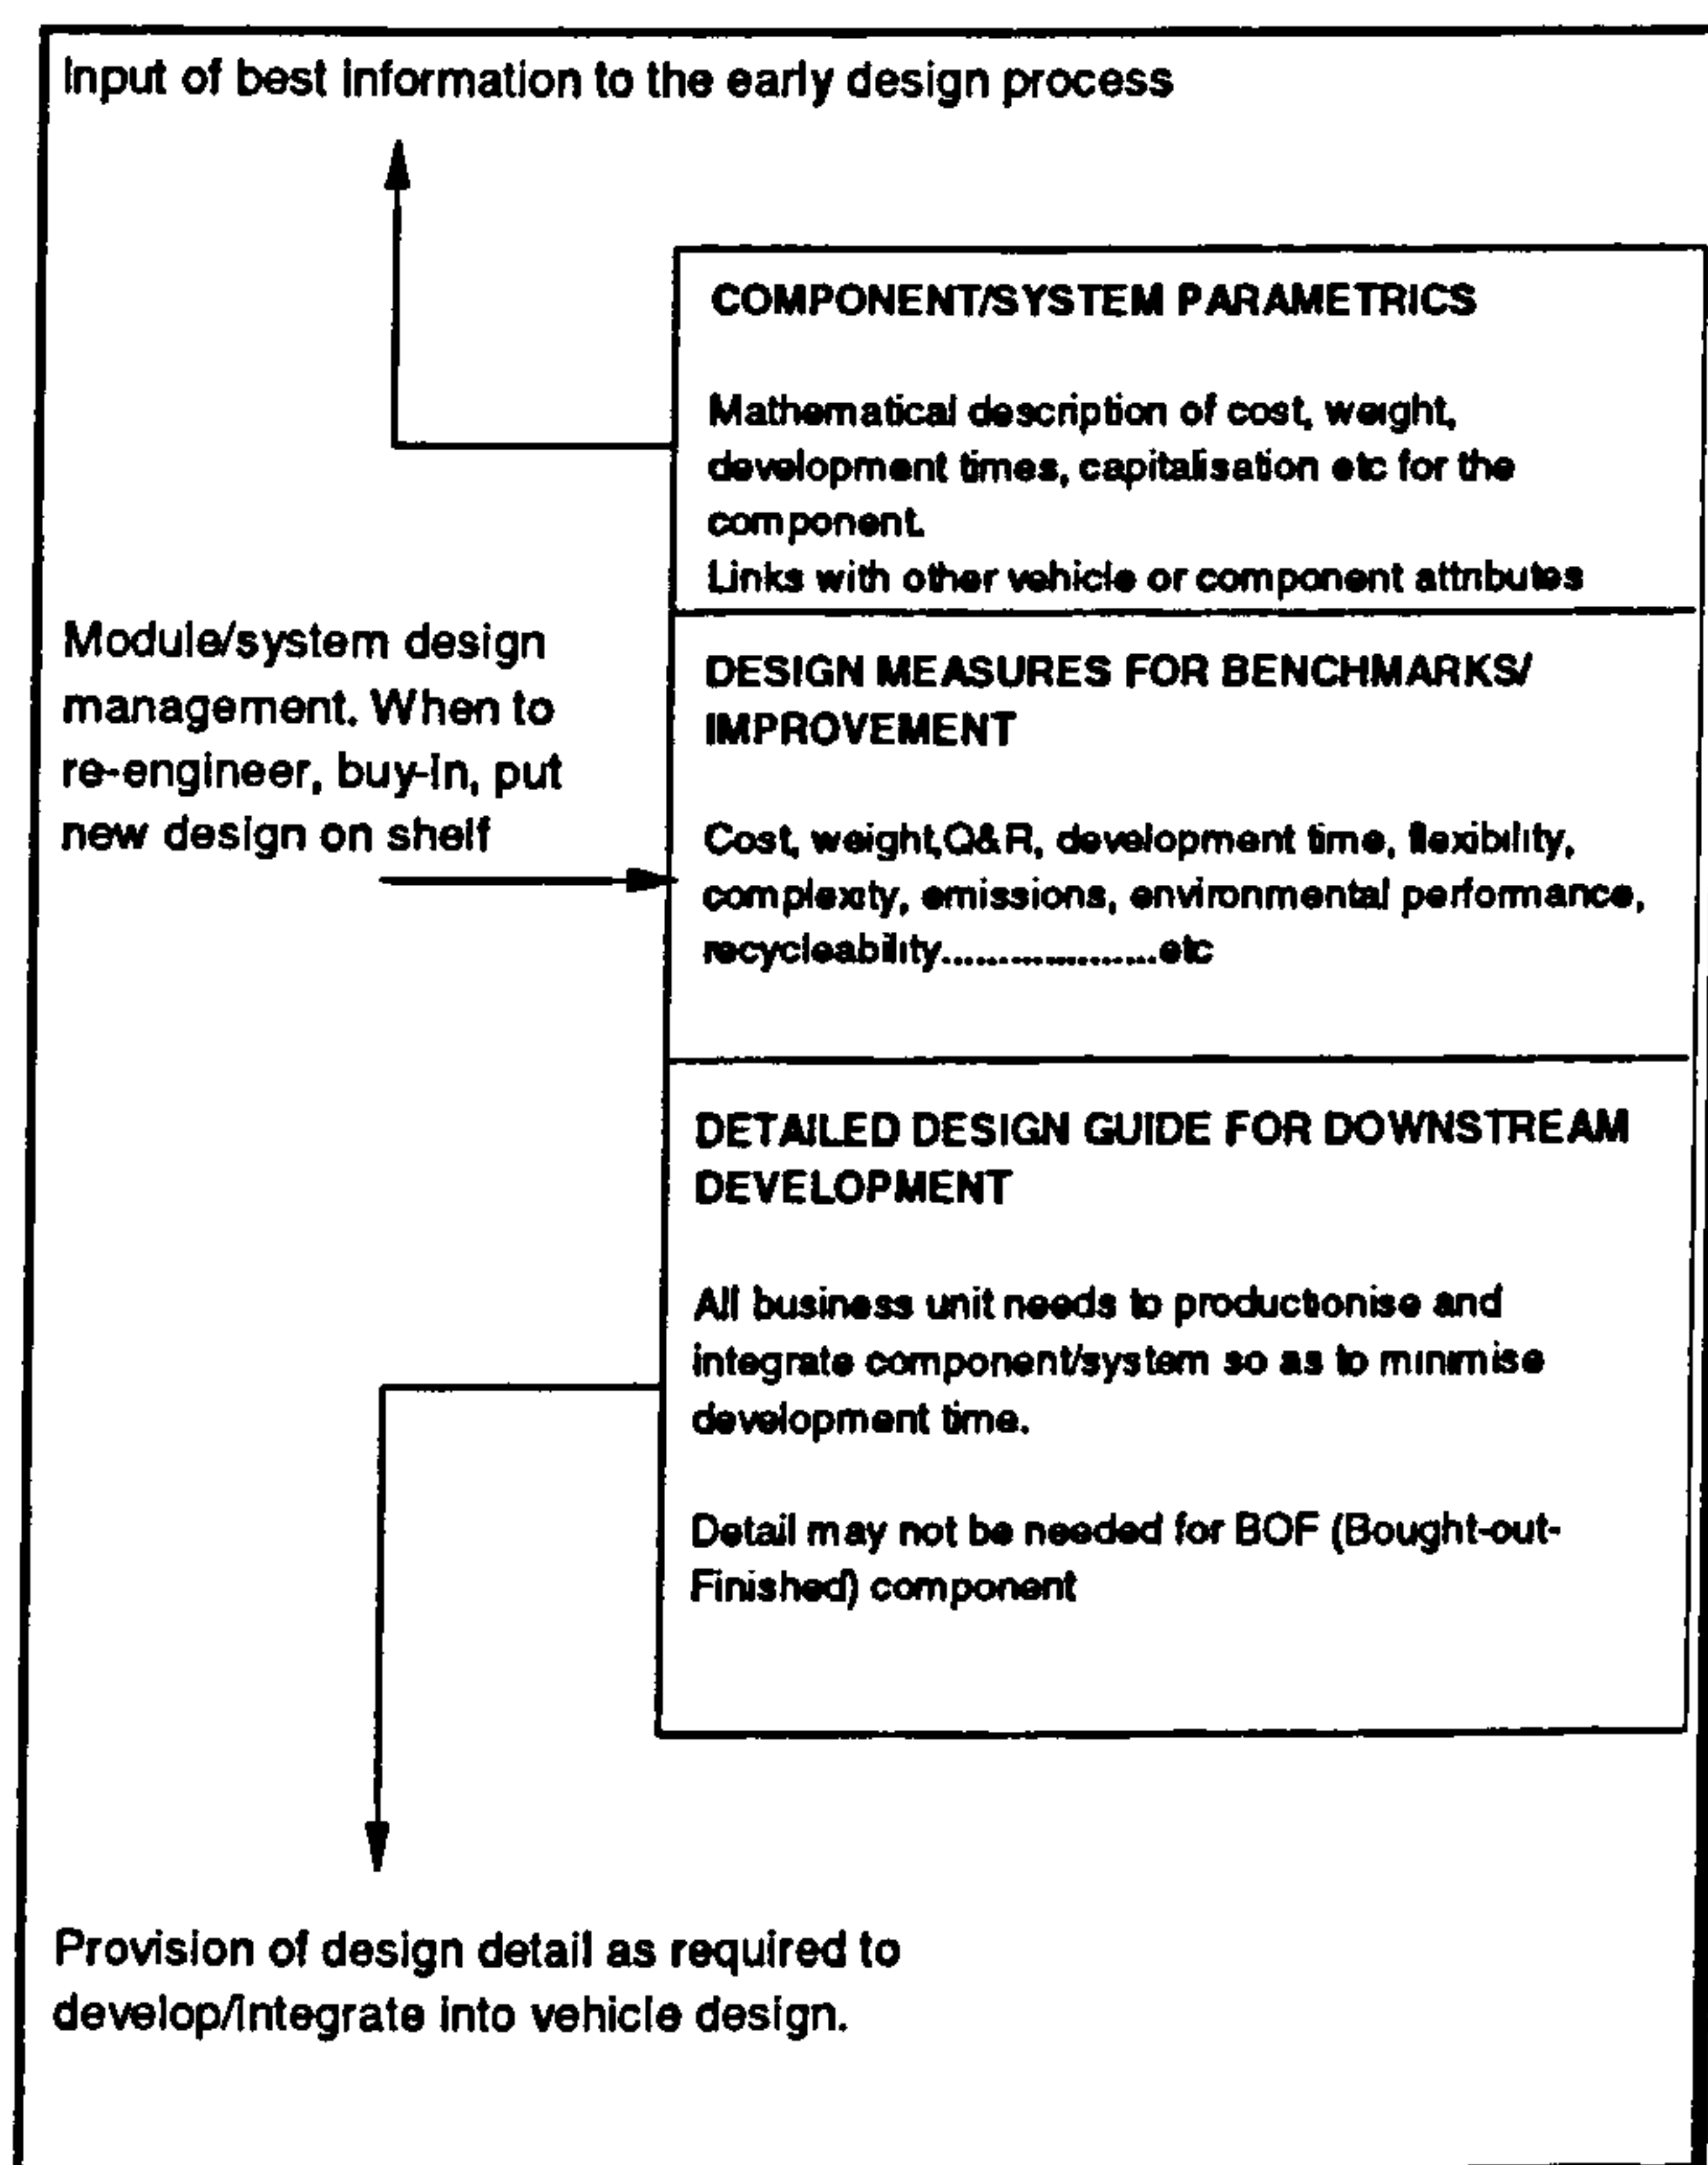 Input of best information to the early design process
COMPONENT/SYSTEM PARAMETRICS
Mathematical description of cost, weight,
development times, capitalisation etc for the
component.
Links with other vehicle or component attributes
Module/system design
management. When to
re-engineer, buy-in, put
new design on shelf
DESIGN MEASURES FOR BENCHMARKS/
IMPROVEMENT
Cost, weight,Q&R, development time, flexibility,
complexity, emissions, environmental performance,
recycleability...................etc
DETAILED DESIGN GUIDE FOR DOWNSTREAM
DEVELOPMENT
All business unit needs to productionise and
integrate component/system so as to minimise
development time.
Detail may not be needed for BOF (Bought-out-
Finished) component
Provision of design detail as required to
develop/integrate into vehicle design.